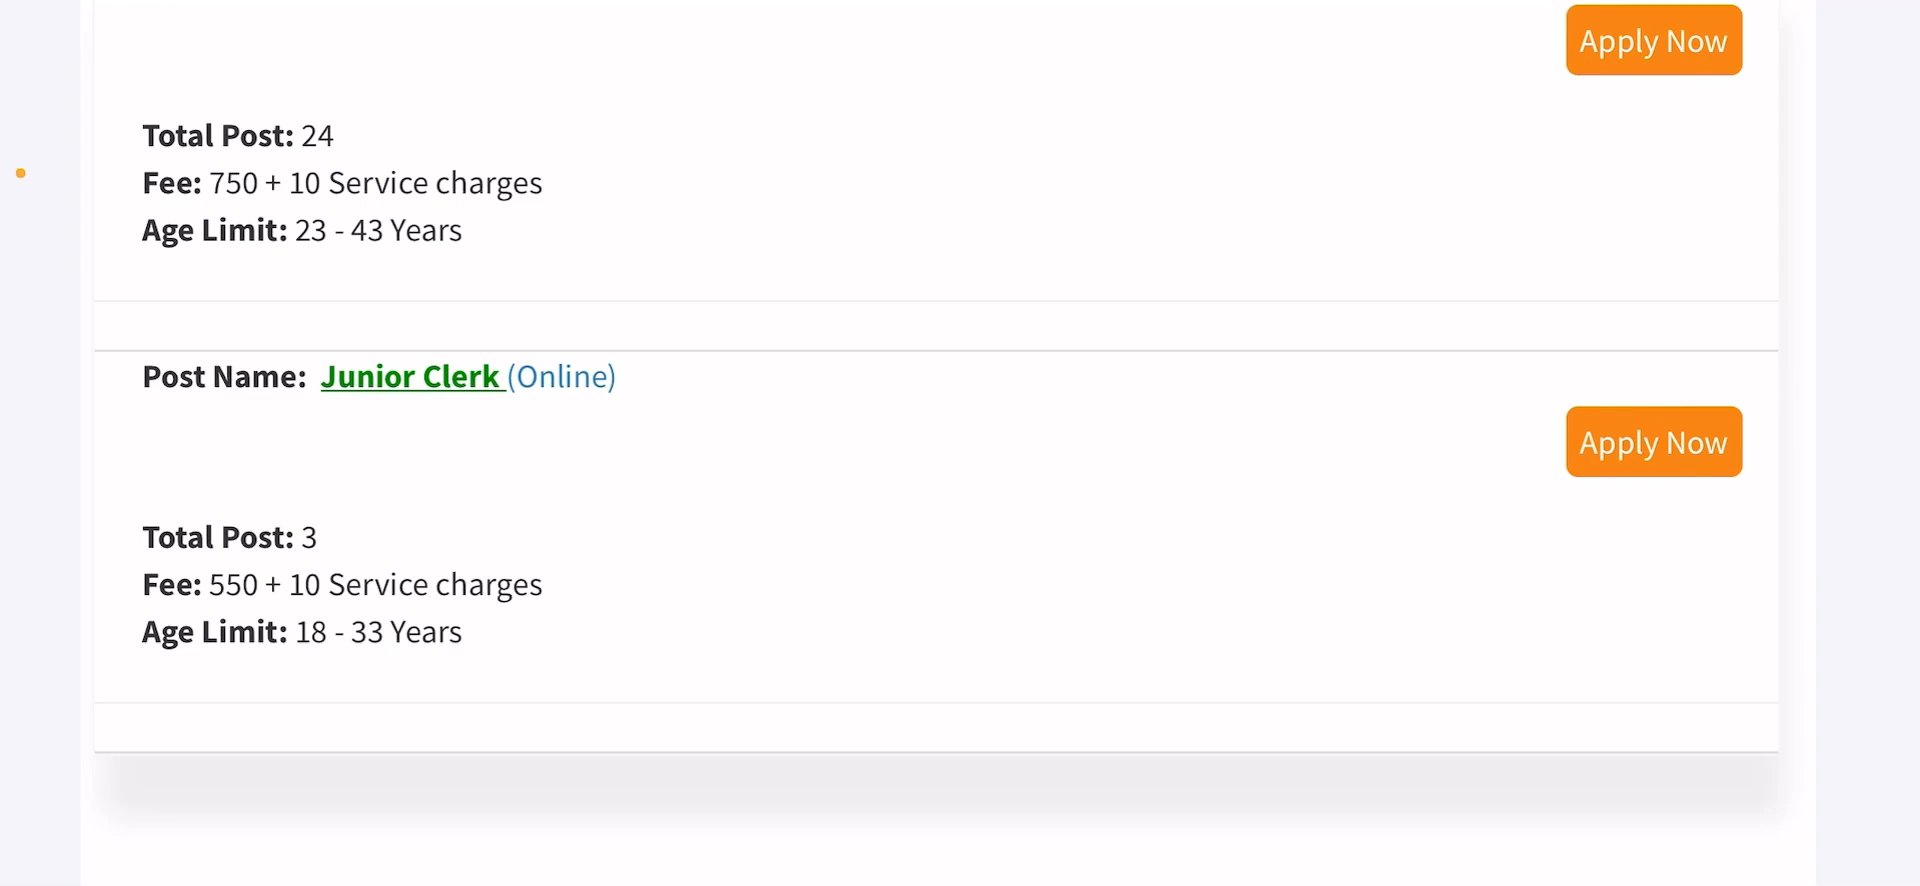 Apply Now
Total Post: 24
Fee: 750 + 10 Service charges
Age Limit: 23 - 43 Years
Post Name: Junior Clerk (Online)
Apply Now
Total Post: 3
Fee: 550 + 10 Service charges
Age Limit: 18 - 33 Years